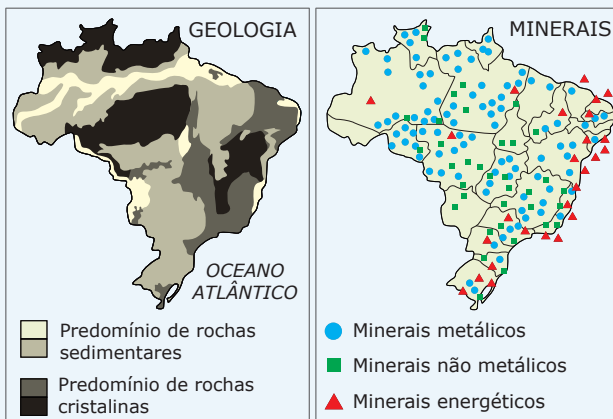 GEOLOGIA
OCEANO
ATLÂNTICO
Predomínio de rochas
sedimentares
Predomínio de rochas
cristalinas
MINERAIS
Minerais metálicos
Minerais não metálicos
Minerais energéticos